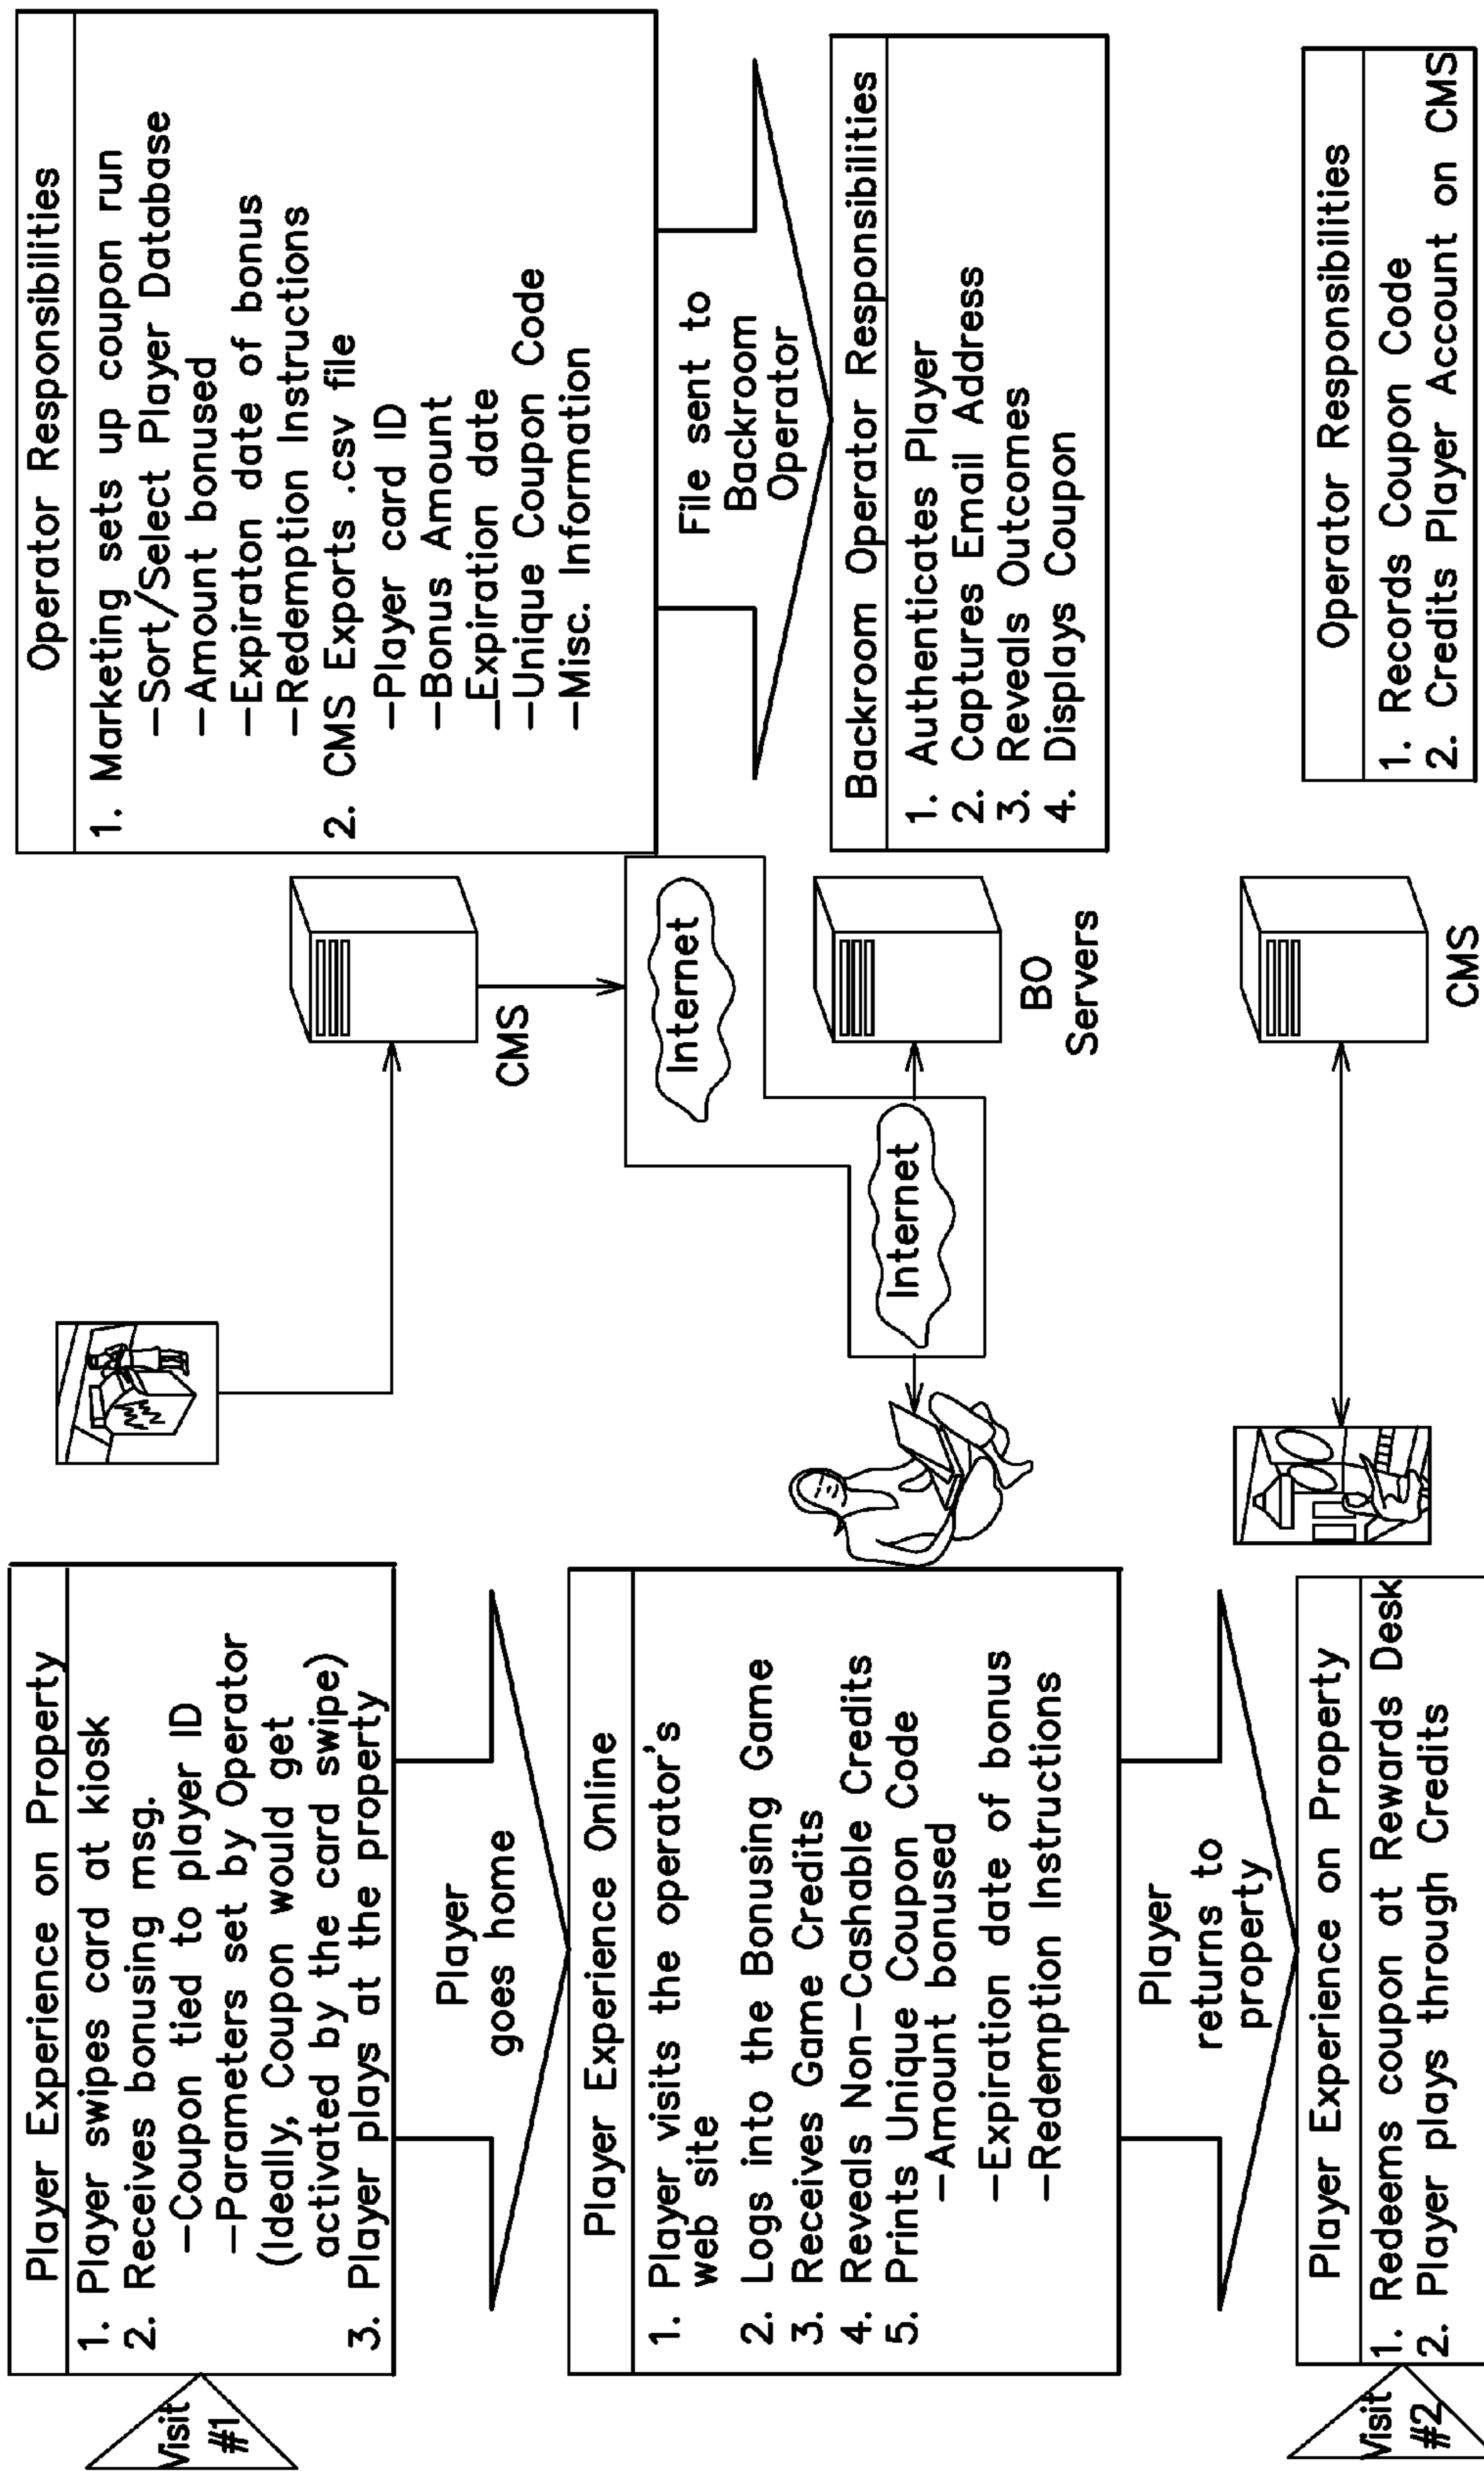 Visit
#1
Player Experience on Property
1. Player swipes card at kiosk
2. Receives bonusing msg.
-Coupon tied to player ID
-Parameters set by Operator
(Ideally, Coupon would get
activated by the card swipe)
3. Player plays at the property
CMS
Operator Responsibilities
1. Marketing sets up coupon run
-Sort/Select Player Database
-Amount bonused
-Expiraton date of bonus
-Redemption Instructions
2. CMS Exports .csv file
-Player card ID
-Bonus Amount
-Expiration date
-Unique Coupon Code
-Misc. Information
Player
goes home
Internet
File sent to
Backroom
Operator
Player Experience Online
1. Player visits the operator's
web site
2. Logs into the Bonusing Game
3. Receives Game Credits
4. Reveals Non-Cashable Credits
5. Prints Unique Coupon Code
-Amount bonused
-Expiration date of bonus
-Redemption Instructions
Internet
BO
Servers
Backroom Operator Responsibilities
1. Authenticates Player
2. Captures Email Address
3. Reveals Outcomes
4. Displays Coupon
Player
returns to
property
Visit
#2
Player Experience on Property
1. Redeems coupon at Rewards Desk
2. Player plays through Credits
CMS
Operator Responsibilities
1. Records Coupon Code
2. Credits Player Account on CMS